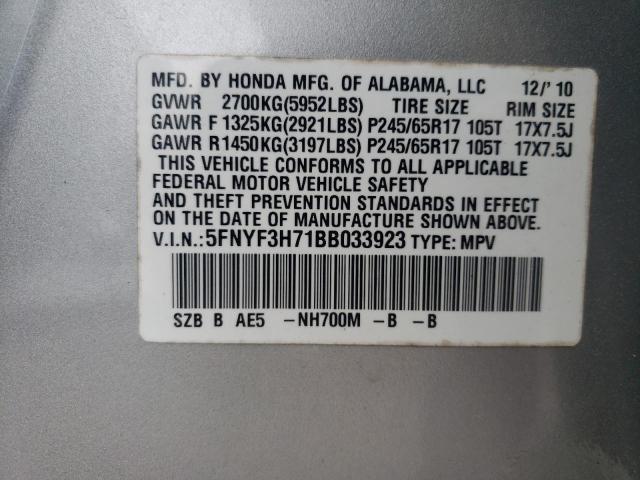 MFD. BY HONDA MFG. OF ALABAMA, LLC 12/' 10
GVWR 2700KG(5952LBS) TIRE SIZE RIM SIZE
GAWR F 1325KG(2921LBS) P245/65R17 105T 17X7.5J
GAWR R1450KG(3197LBS) P245/65R17 105T 17X7.5J
THIS VEHICLE CONFORMS TO ALL APPLICABLE
FEDERAL MOTOR VEHICLE SAFETY
AND THEFT PREVENTION STANDARDS IN EFFECT
ON THE DATE OF MANUFACTURE SHOWN ABOVE.
V.I.N.:5FNYF3H71BB033923 TYPE: MPV
SZB B AE5 -NH700M -B -B